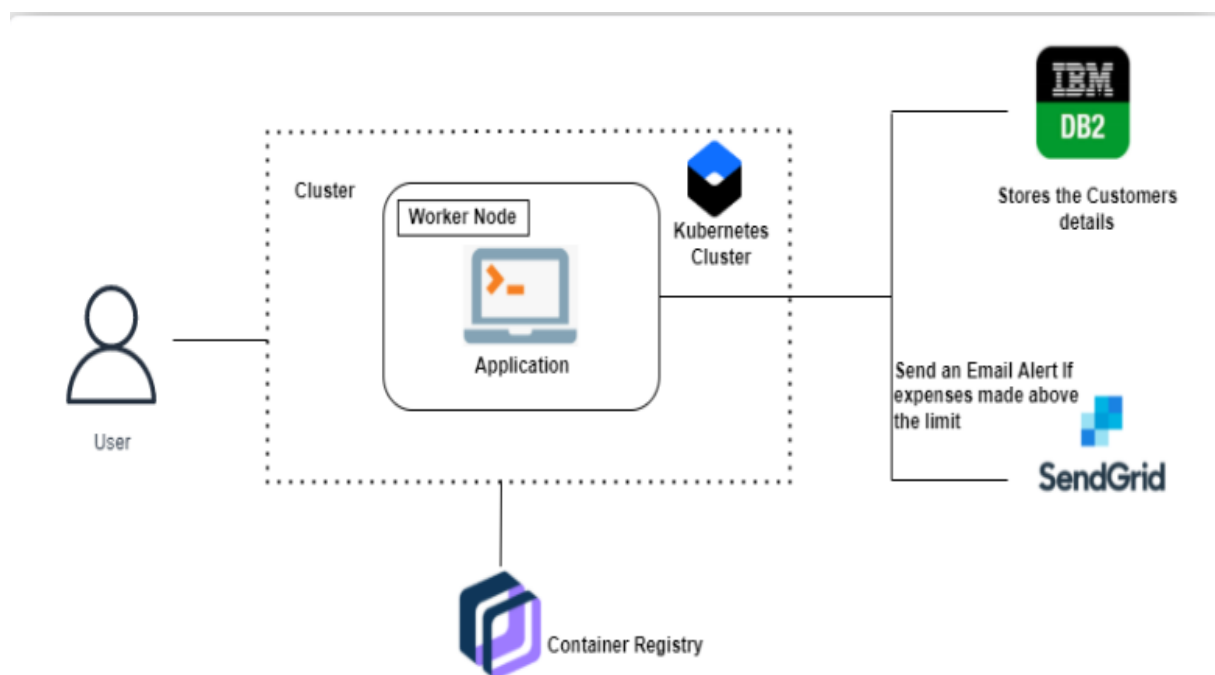 IBM
DB2
Stores the Customers
details
Cluster
Worker Node
Kubernetes
Cluster
Application
User
Send an Email Alert If
expenses made above
the limit
SendGrid
Container Registry